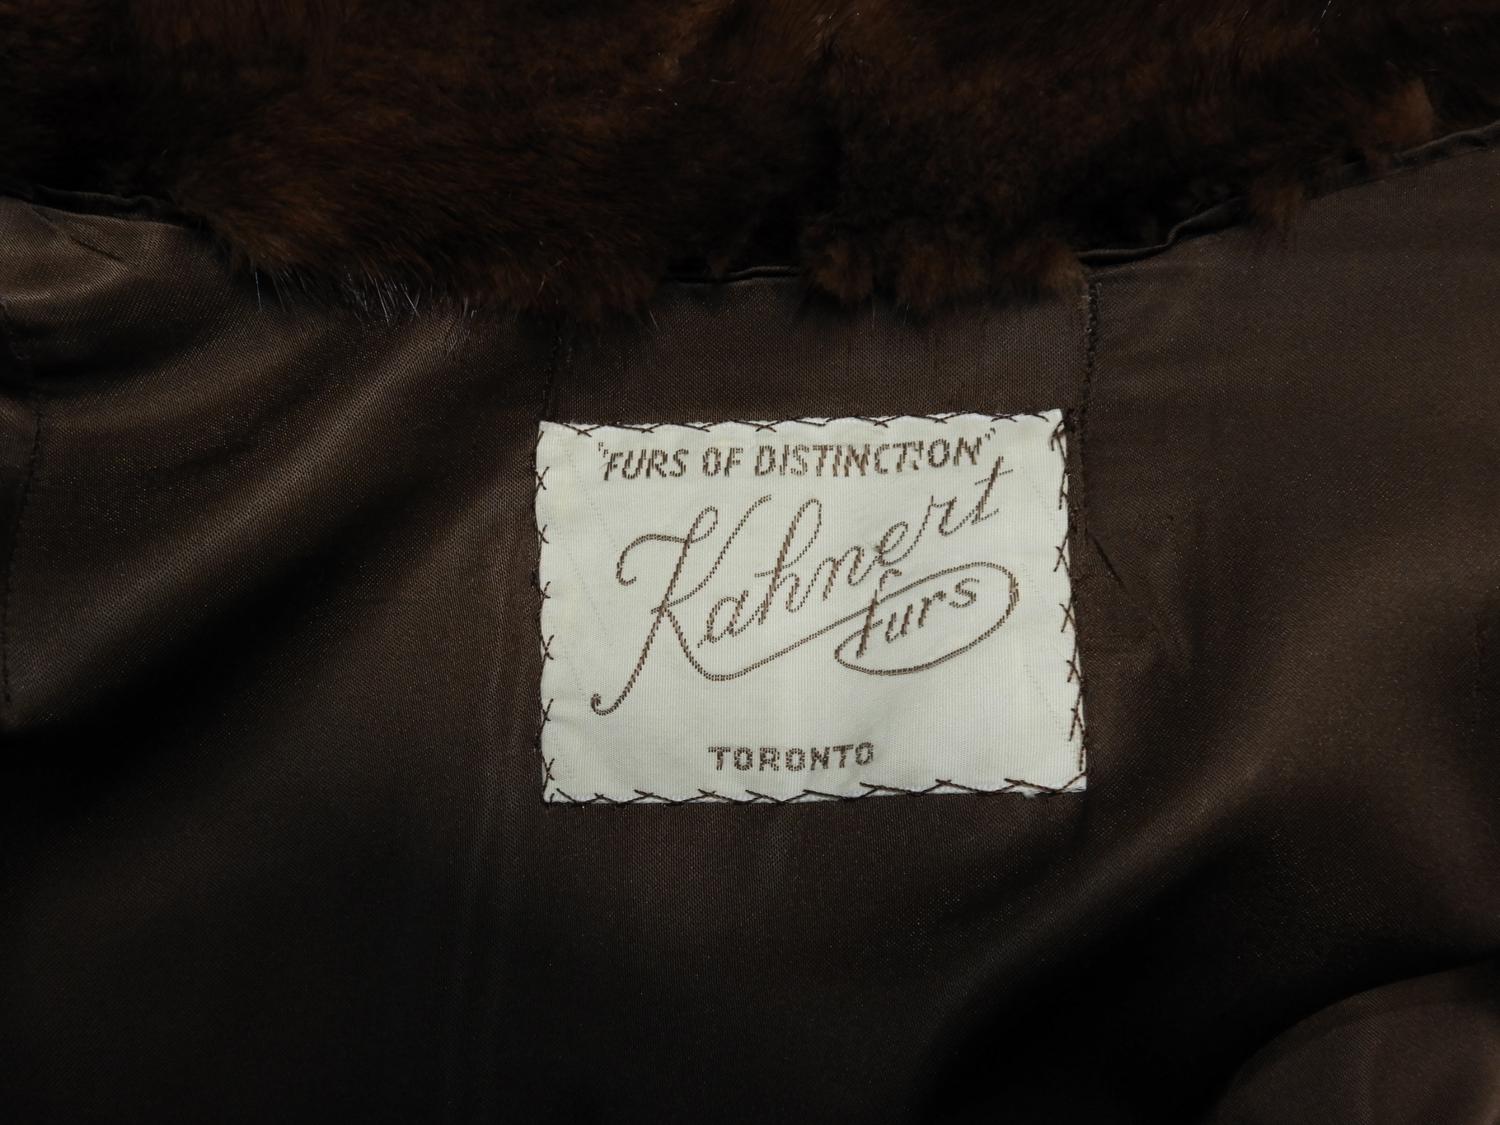 "FURS OF DISTINCTION"
Kahnert
furs
TORONTO